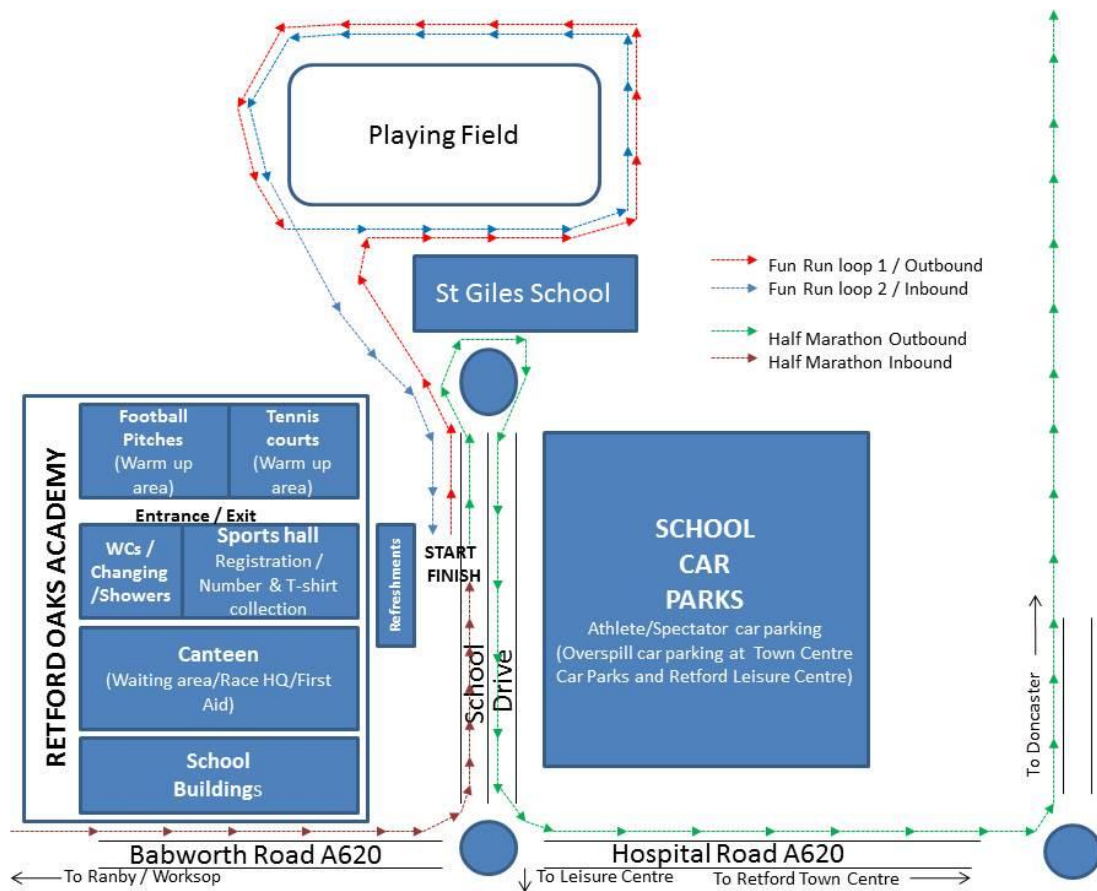 Playing Field
St Giles School
Fun Run loop 1 / Outbound
Fun Run loop 2 / Inbound
Half Marathon Outbound
Half Marathon Inbound
RETFORD OAKS ACADEMY
Football
Pitches
(Warm up
area)
Tennis
courts
(Warm up
area)
Entrance / Exit
WCs /
Changing
/Showers
Sports hall
Registration /
Number & T-shirt
collection
Refreshments
START
FINISH
Canteen
(Waiting area/Race HQ/First
Aid)
School
Buildings
School
Drive
SCHOOL
CAR
PARKS
Athlete/Spectator car parking
(Overspill car parking at Town Centre
Car Parks and Retford Leisure Centre)
To Doncaster
Babworth Road A620
Hospital Road A620
To Ranby / Worksop
To Leisure Centre
To Retford Town Centre